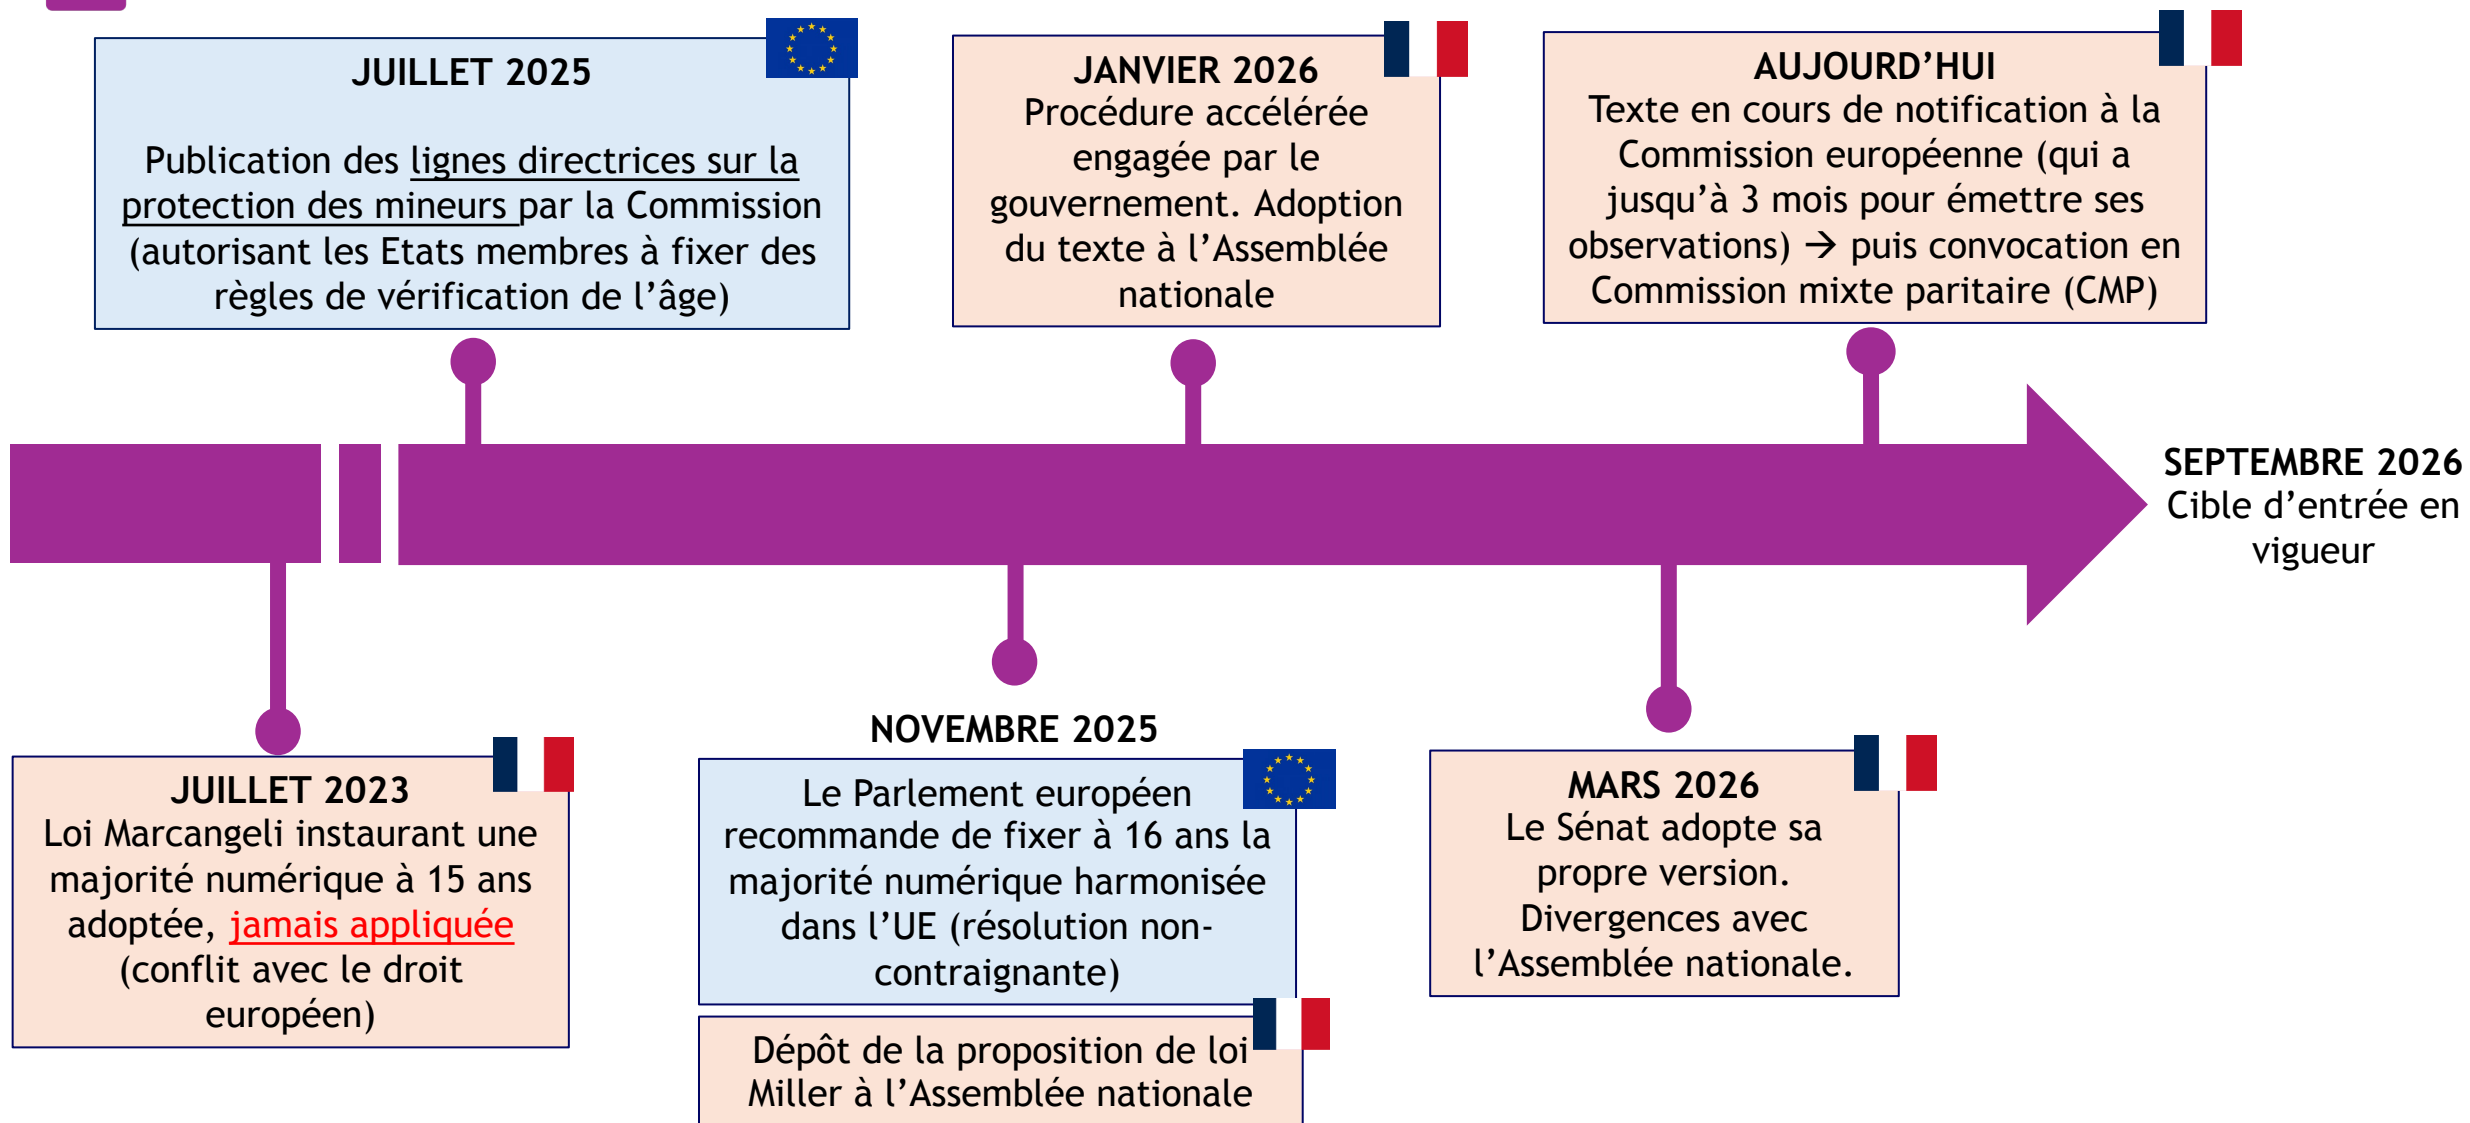 JUILLET 2025
Publication des lignes directrices sur la
protection des mineurs par la Commission
(autorisant les Etats membres à fixer des
règles de vérification de l’âge)
JANVIER 2026
Procédure accélérée
engagée par le
gouvernement. Adoption
du texte à l’Assemblée
nationale
AUJOURD’HUI
Texte en cours de notification à la
Commission européenne (qui a
jusqu’à 3 mois pour émettre ses
observations) → puis convocation en
Commission mixte paritaire (CMP)
SEPTEMBRE 2026
Cible d’entrée en
vigueur
JUILLET 2023
Loi Marcangeli instaurant une
majorité numérique à 15 ans
adoptée, jamais appliquée
(conflit avec le droit
européen)
NOVEMBRE 2025
Le Parlement européen
recommande de fixer à 16 ans la
majorité numérique harmonisée
dans l’UE (résolution non-
contraignante)
Dépôt de la proposition de loi
Miller à l’Assemblée nationale
MARS 2026
Le Sénat adopte sa
propre version.
Divergences avec
l’Assemblée nationale.